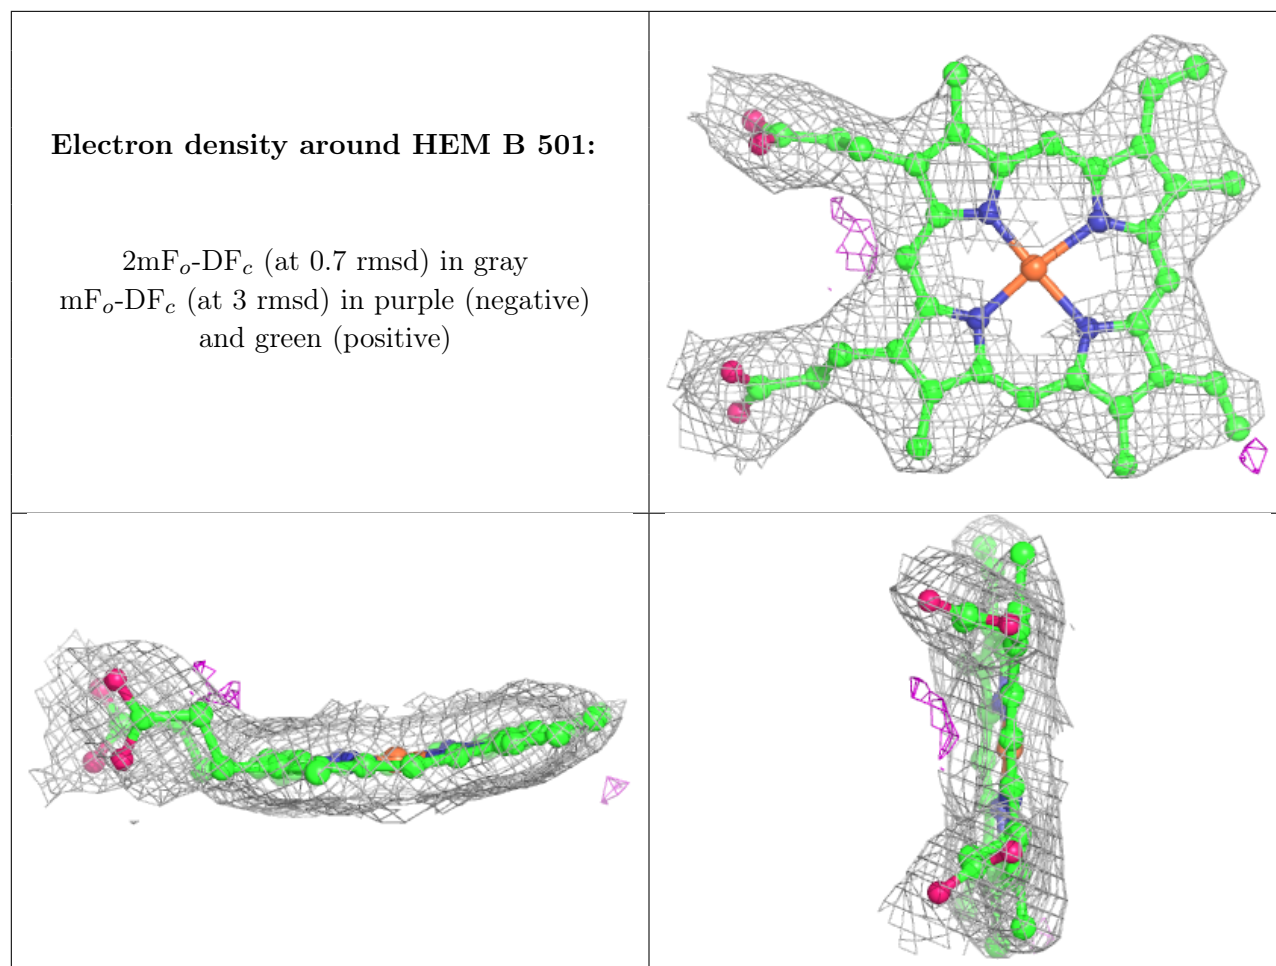 Electron density around HEM B 501:
2mFo-DFc (at 0.7 rmsd) in gray
mFo-DFc (at 3 rmsd) in purple (negative)
and green (positive)